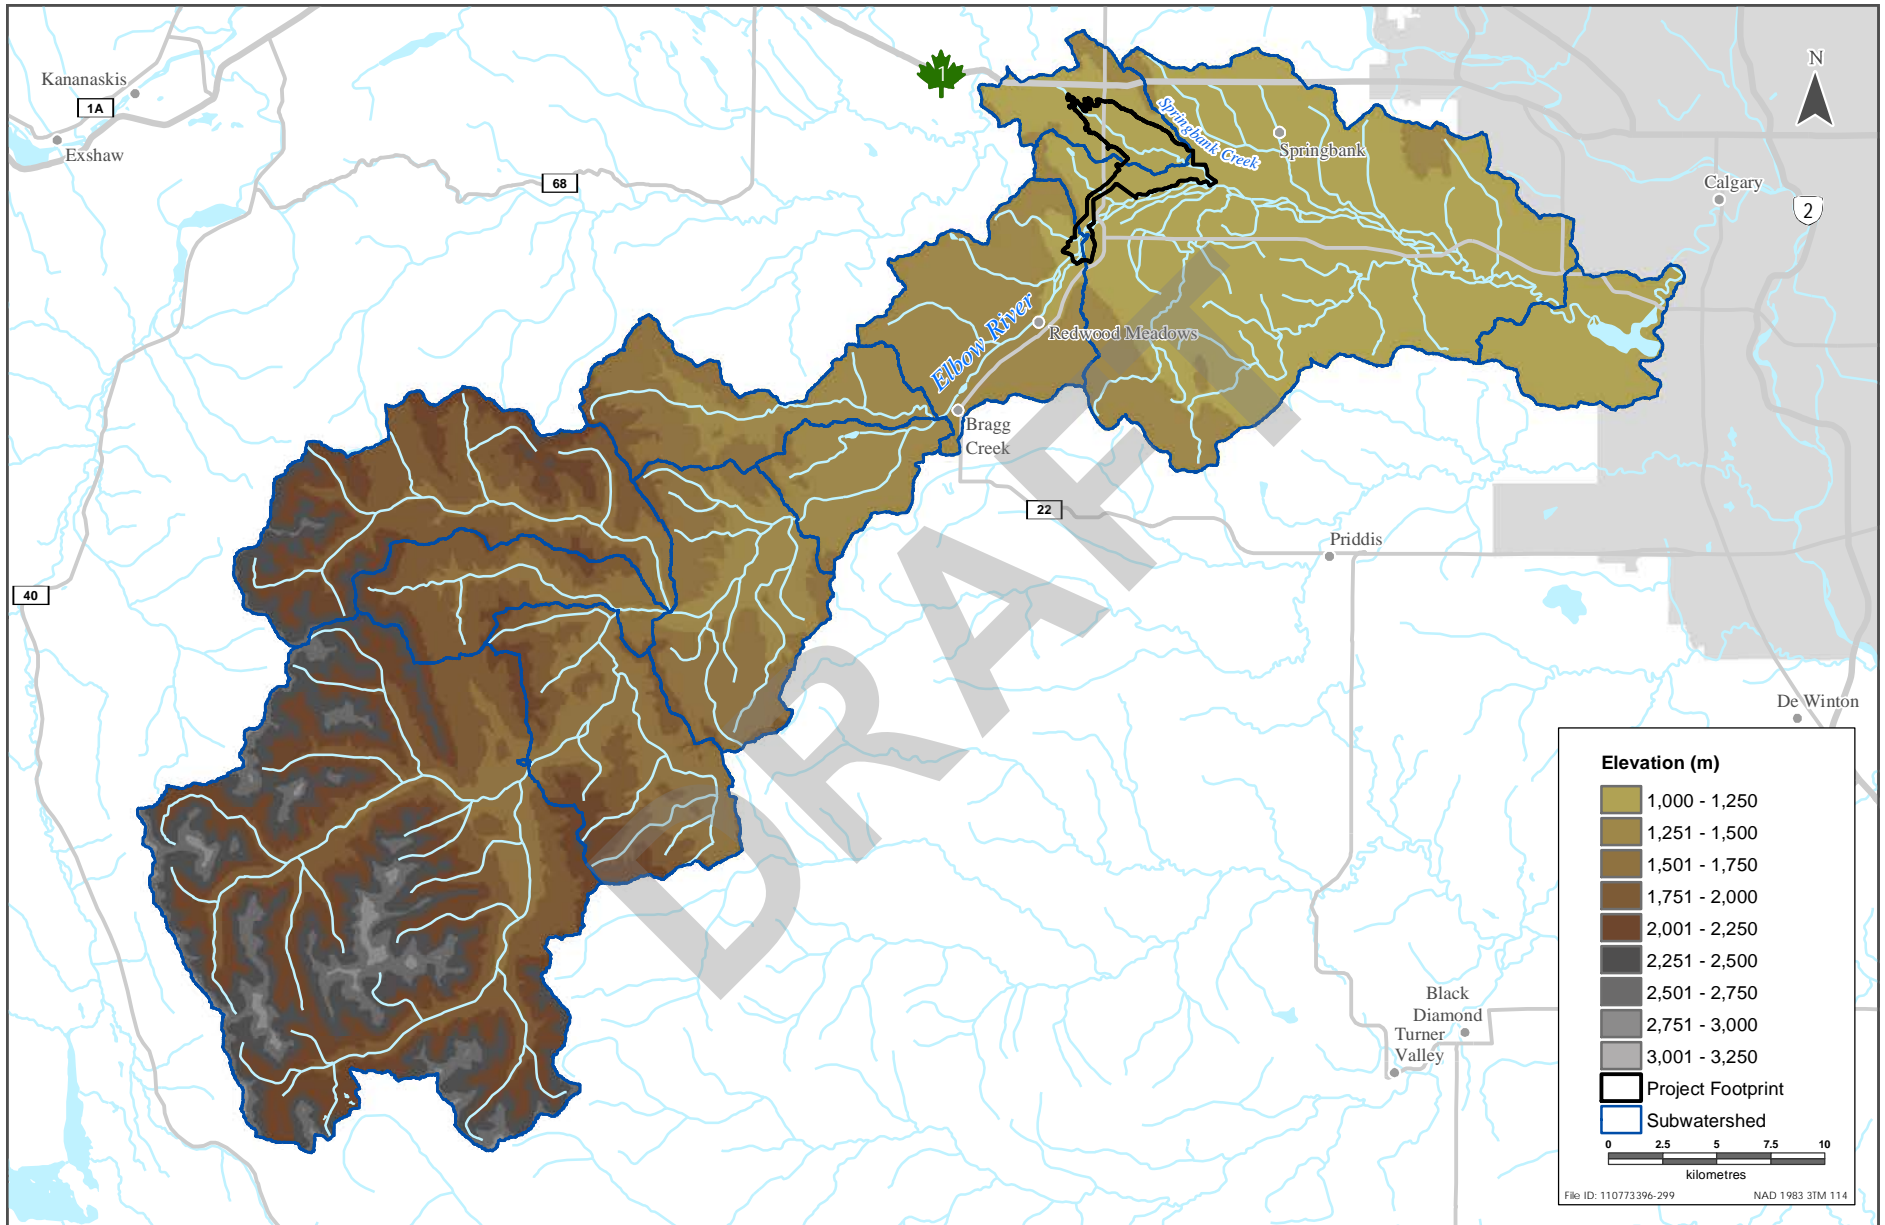 N
1
Kananaskis
1A
Exshaw
68
Springbank Creek
Springbank
Calgary
2
Elbow River
Redwood Meadows
Bragg
Creek
22
Priddis
40
DRAFT
De Winton
Black
Diamond
Turner
Valley
Elevation (m)
1,000 - 1,250
1,251 - 1,500
1,501 - 1,750
1,751 - 2,000
2,001 - 2,250
2,251 - 2,500
2,501 - 2,750
2,751 - 3,000
3,001 - 3,250
Project Footprint
Subwatershed
0 2.5 5 7.5 10
kilometres
File ID: 110773396-299 NAD 1983 3TM 114